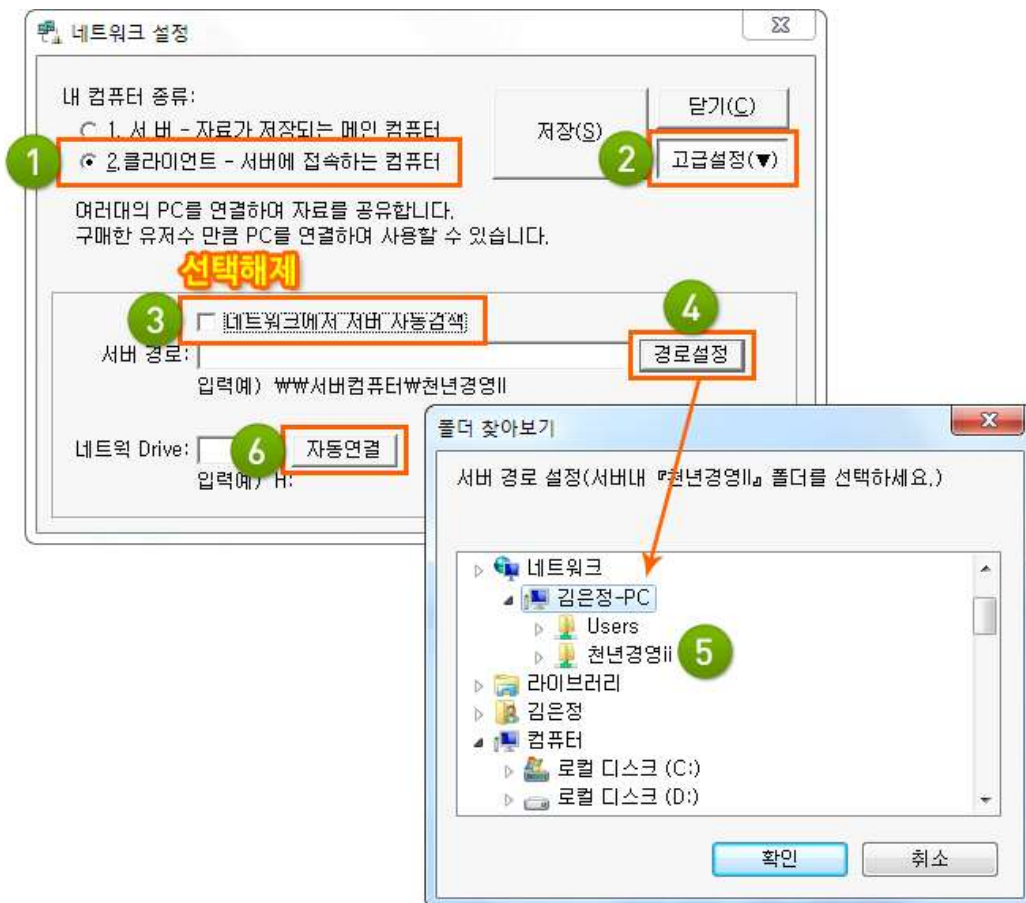 네트워크 설정
내 컴퓨터 종류:
1. 서 버 - 자료가 저장되는 메인 컴퓨터
1
2.클라이언트 - 서버에 접속하는 컴퓨터
저장(S)
닫기(C)
2
고급설정(▼)
여러대의 PC를 연결하여 자료를 공유합니다.
구매한 유저수 만큼 PC를 연결하여 사용할 수 있습니다.
선택해제
3
네트워크에서 서버 자동검색
4
서버 경로:
경로설정
입력예) ₩₩서버컴퓨터₩천년경영II
네트웍 Drive:
6
자동연결
입력예) H:
폴더 찾아보기
서버 경로 설정(서버내 『천년경영II』 폴더를 선택하세요.)
네트워크
김은정-PC
Users
천년경영ii
5
라이브러리
김은정
컴퓨터
로컬 디스크 (C:)
로컬 디스크 (D:)
확인
취소